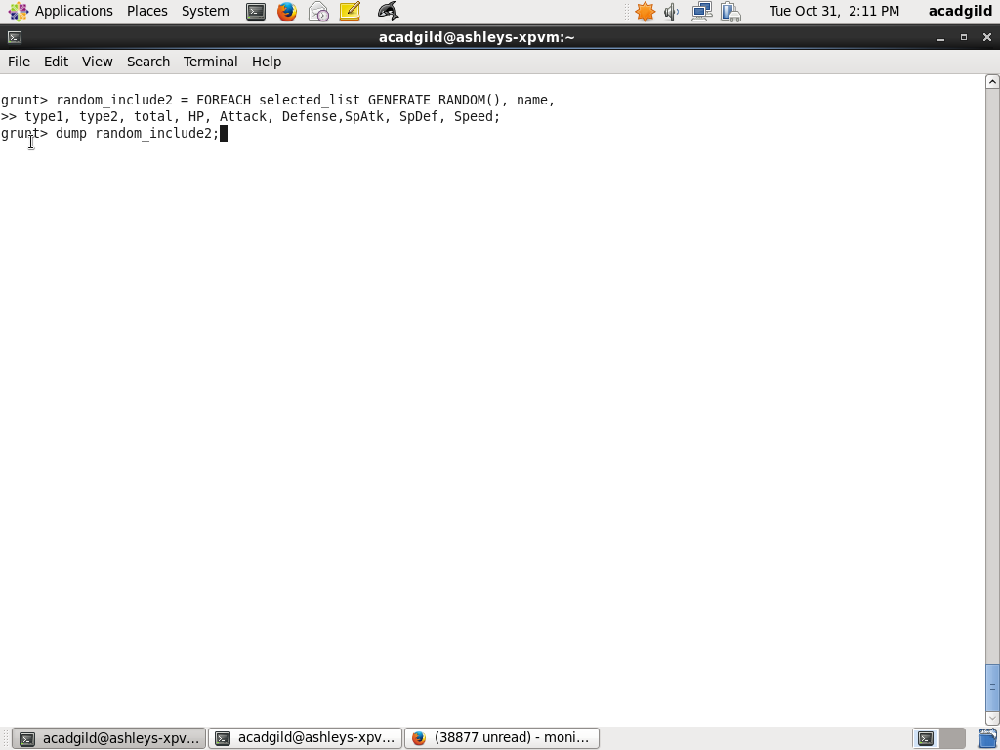 Applications Places System Tue Oct 31, 2:11 PM acadgild
acadgild@ashleys-xpvm:~
File Edit View Search Terminal Help
grunt> random_include2 = FOREACH selected_list GENERATE RANDOM(), name,
>> type1, type2, total, HP, Attack, Defense,SpAtk, SpDef, Speed;
grunt> dump random_include2;
acadgild@ashleys-xpv... acadgild@ashleys-xpv... (38877 unread) - moni...